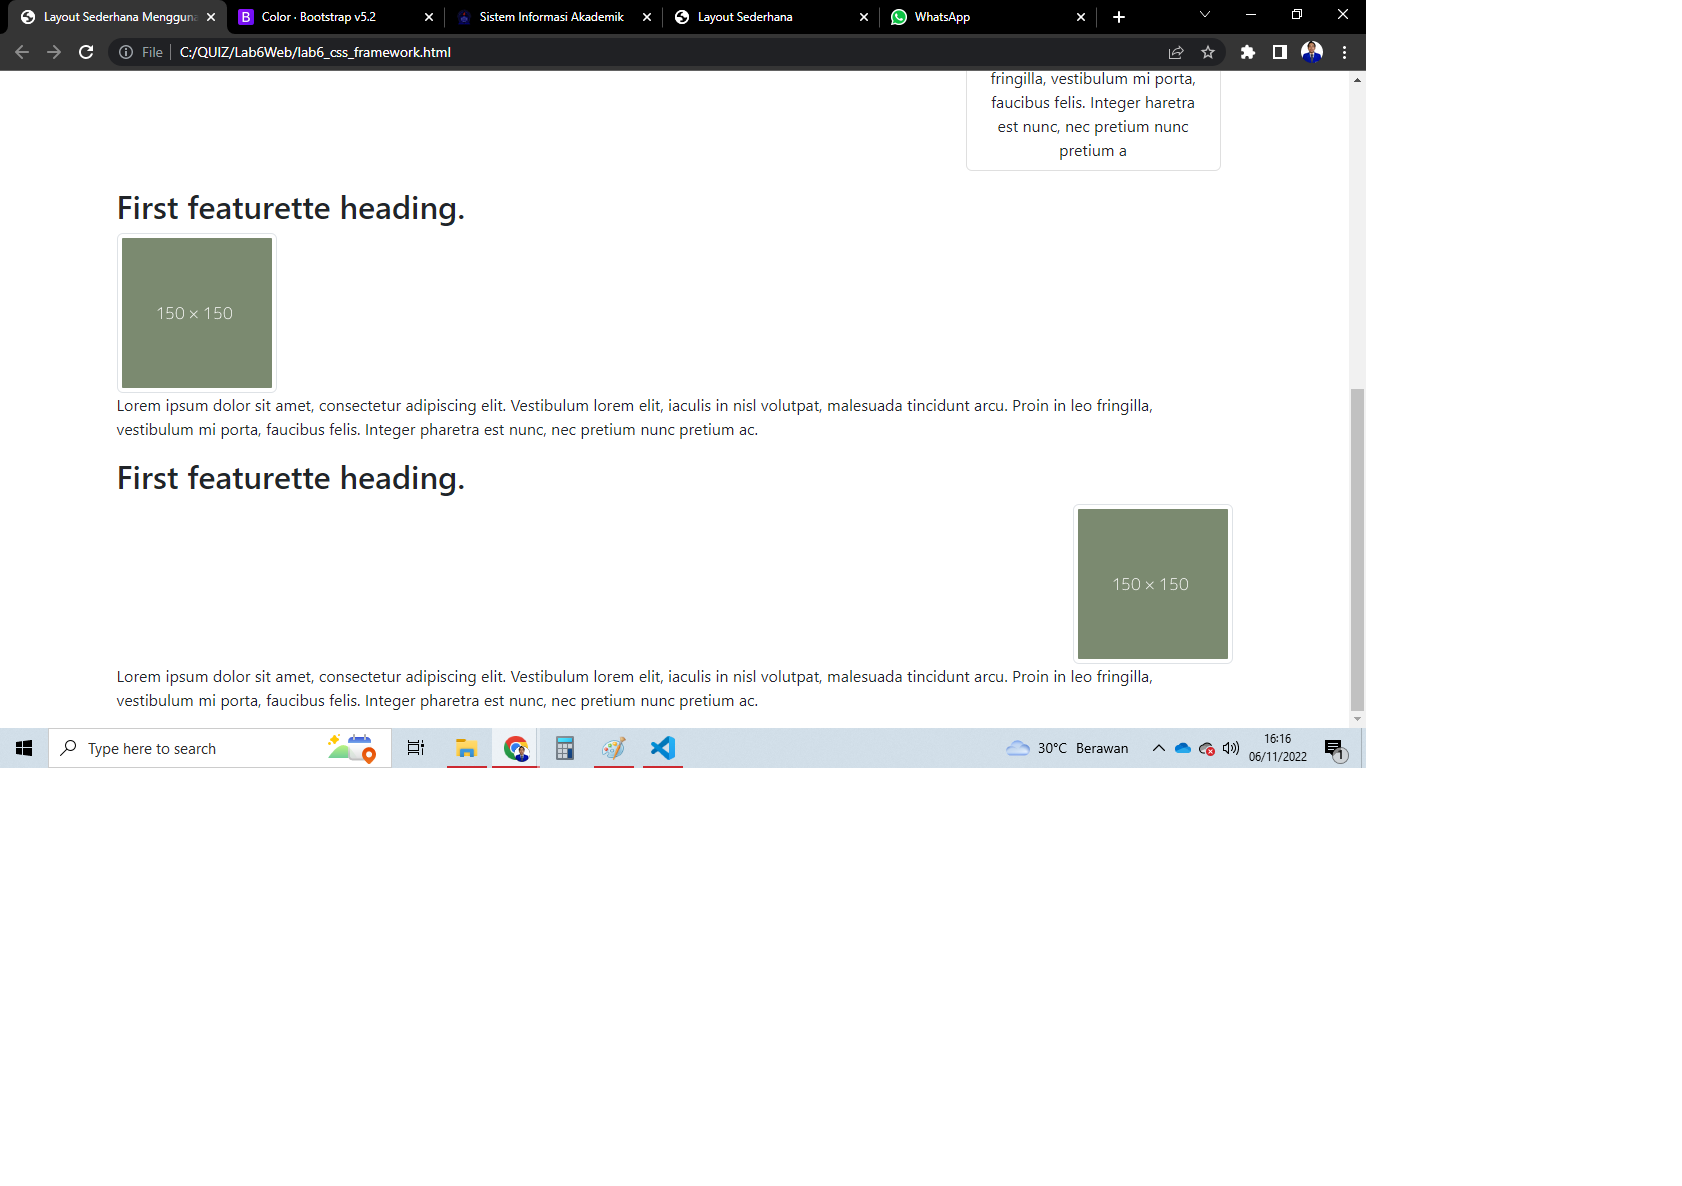 Layout Sederhana Mengguna
Color · Bootstrap v5.2
Sistem Informasi Akademik
Layout Sederhana
WhatsApp
File
C:/QUIZ/Lab6Web/lab6_css_framework.html
fringilla, vestibulum mi porta,
faucibus felis. Integer haretra
est nunc, nec pretium nunc
pretium a
First featurette heading.
150 × 150
Lorem ipsum dolor sit amet, consectetur adipiscing elit. Vestibulum lorem elit, iaculis in nisl volutpat, malesuada tincidunt arcu. Proin in leo fringilla,
vestibulum mi porta, faucibus felis. Integer pharetra est nunc, nec pretium nunc pretium ac.
First featurette heading.
150 × 150
Lorem ipsum dolor sit amet, consectetur adipiscing elit. Vestibulum lorem elit, iaculis in nisl volutpat, malesuada tincidunt arcu. Proin in leo fringilla,
vestibulum mi porta, faucibus felis. Integer pharetra est nunc, nec pretium nunc pretium ac.
Type here to search
30°C Berawan
16:16
06/11/2022
1